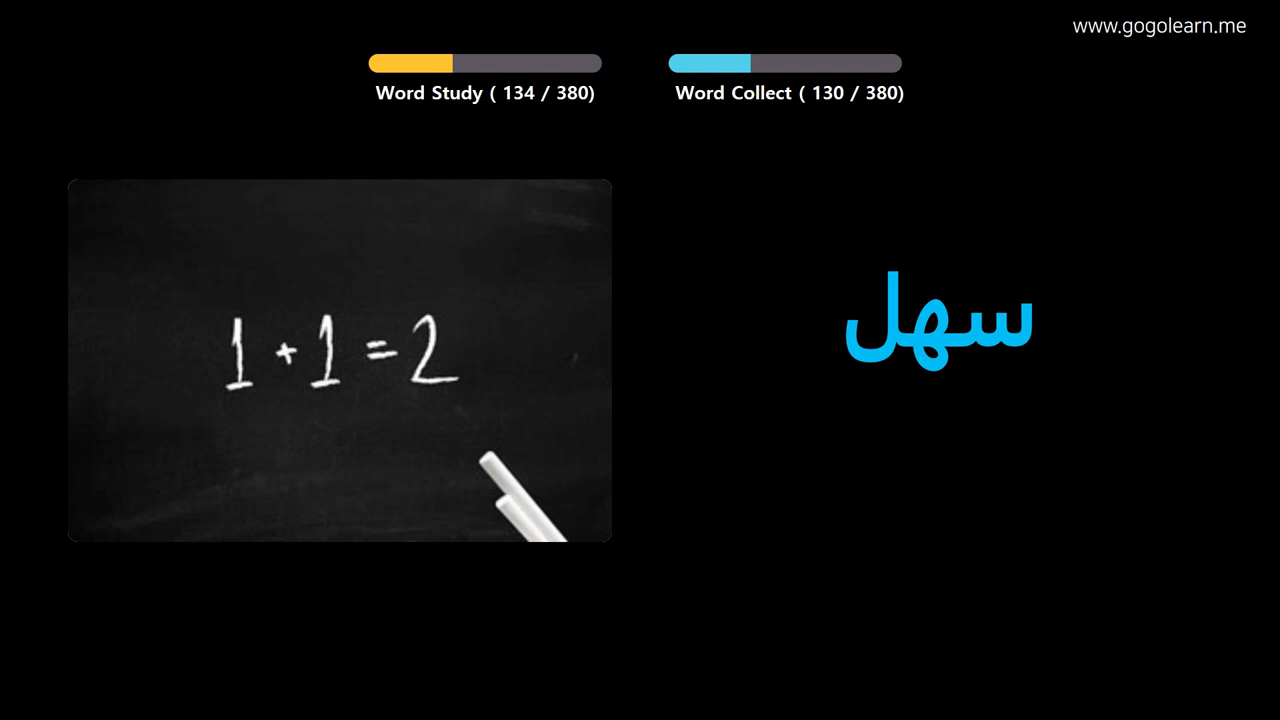 www.gogolearn.me
Word Study ( 134 / 380)
Word Collect ( 130 / 380)
1 + 1 = 2
سهل